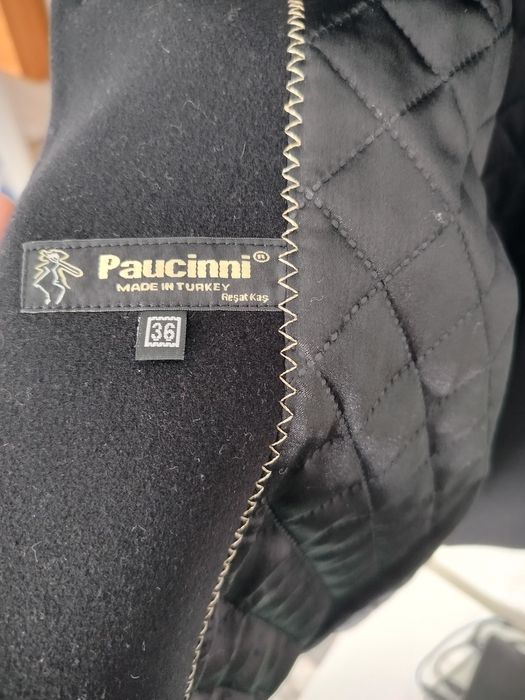 Paucinni®
MADE IN TURKEY
Reşat Kaş
36